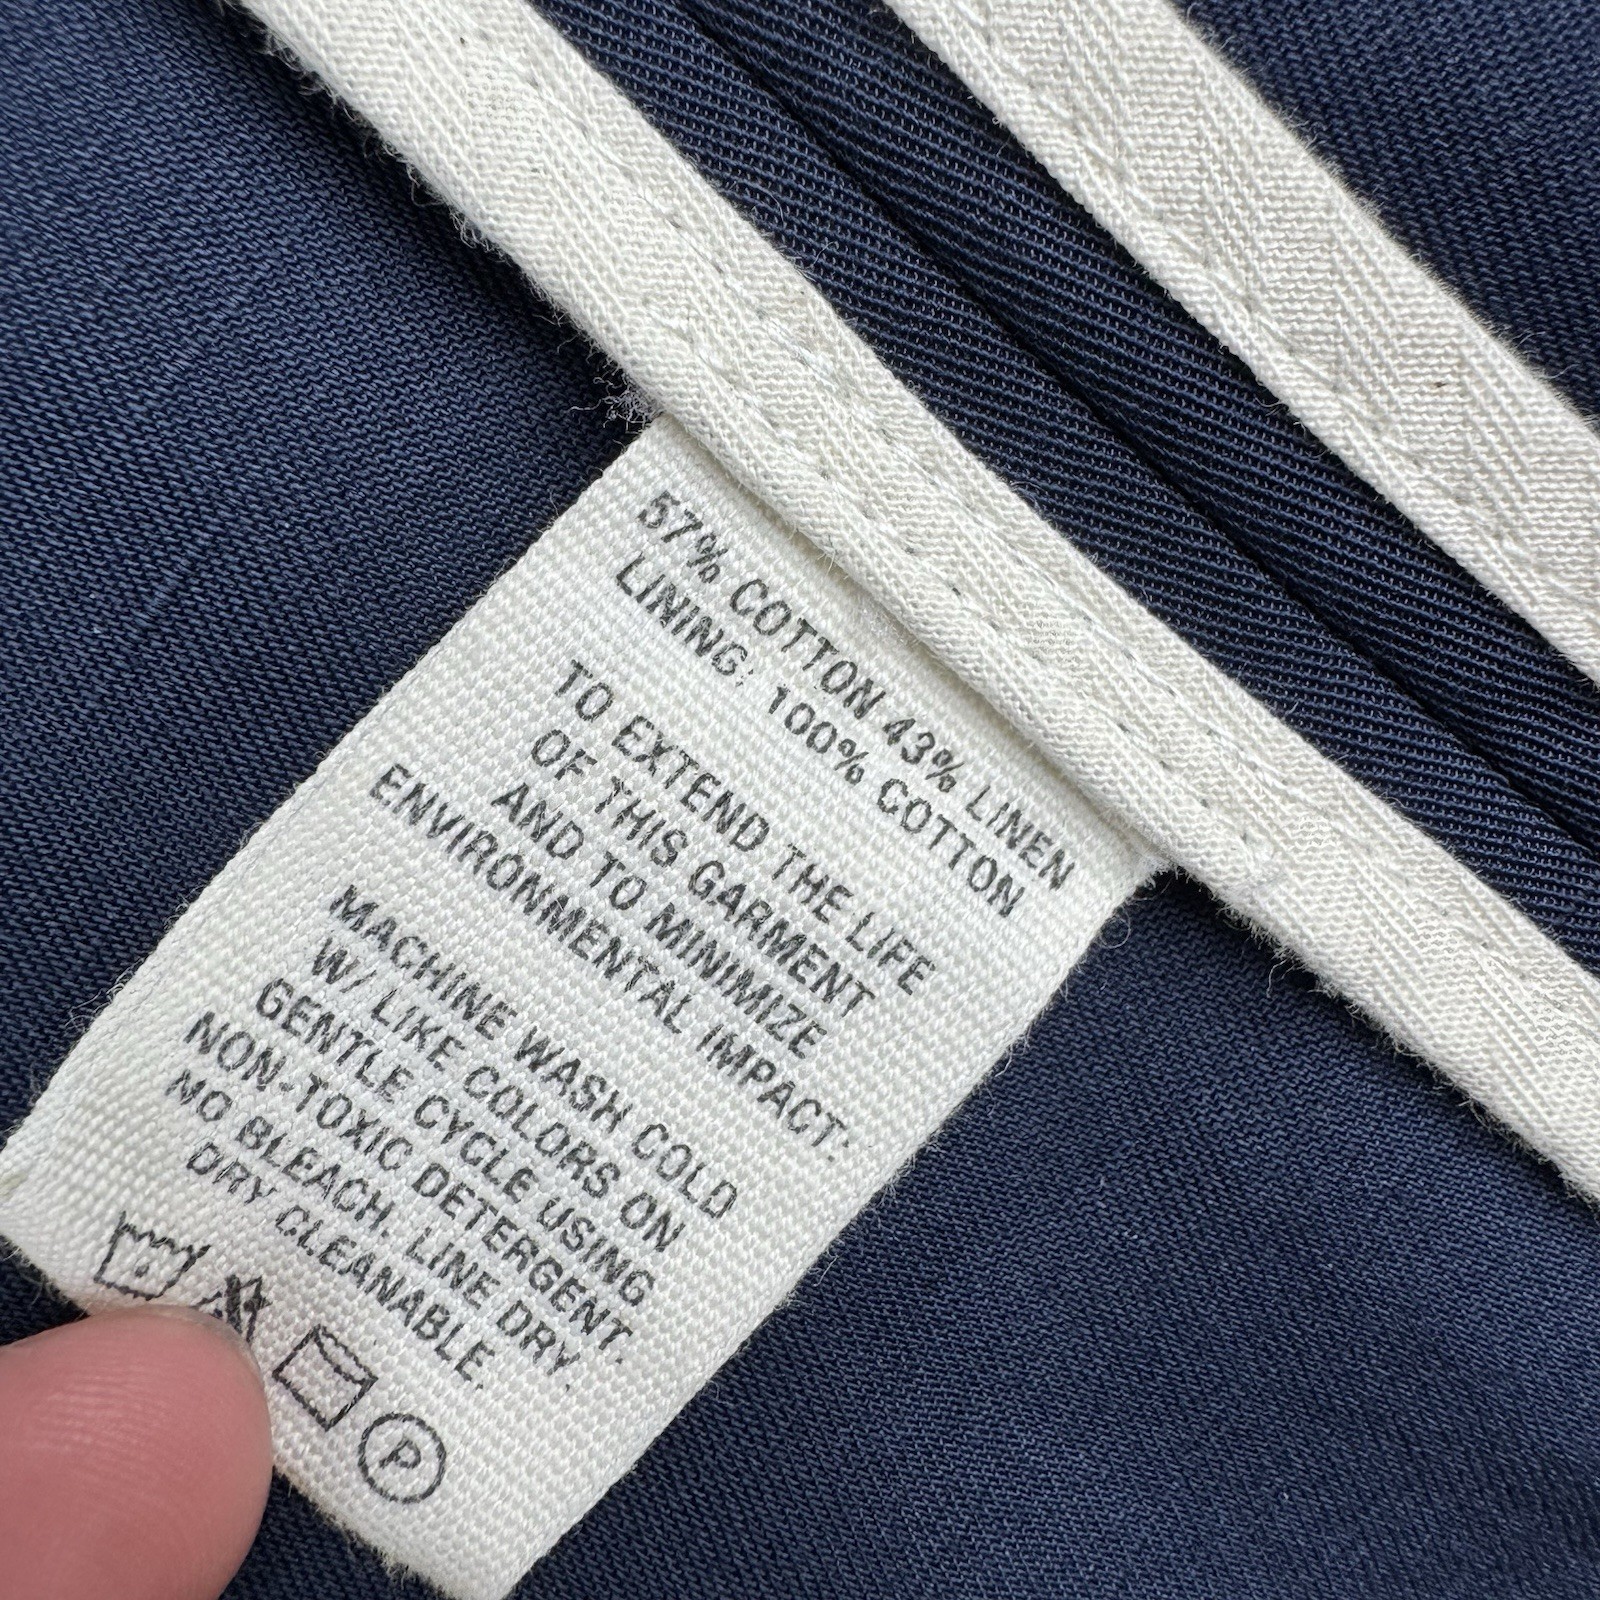 57% COTTON 43% LINEN
LINING: 100% COTTON
TO EXTEND THE LIFE
OF THIS GARMENT
AND TO MINIMIZE
ENVIRONMENTAL IMPACT:
MACHINE WASH COLD
W/ LIKE COLORS ON
GENTLE CYCLE USING
NON-TOXIC DETERGENT.
NO BLEACH. LINE DRY.
DRY CLEANABLE.
P